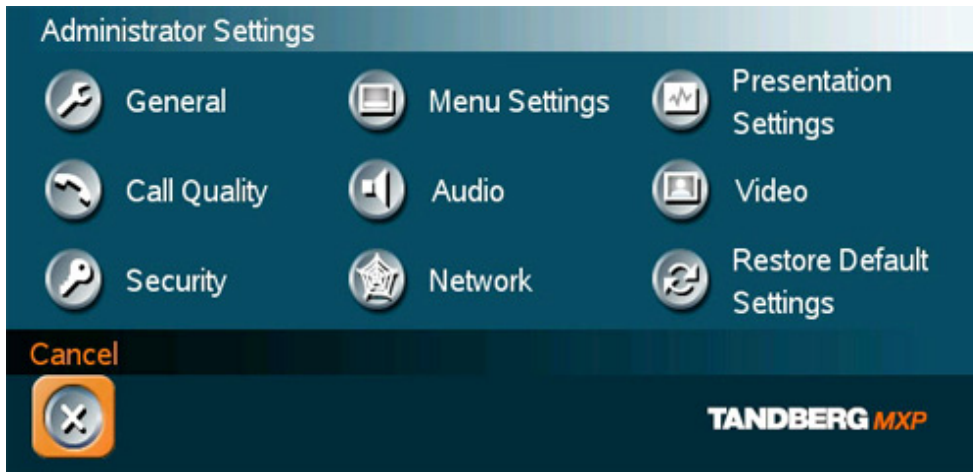 Administrator Settings
General
Menu Settings
Presentation
Settings
Call Quality
Audio
Video
Security
Network
Restore Default
Settings
Cancel
TANDBERG MXP